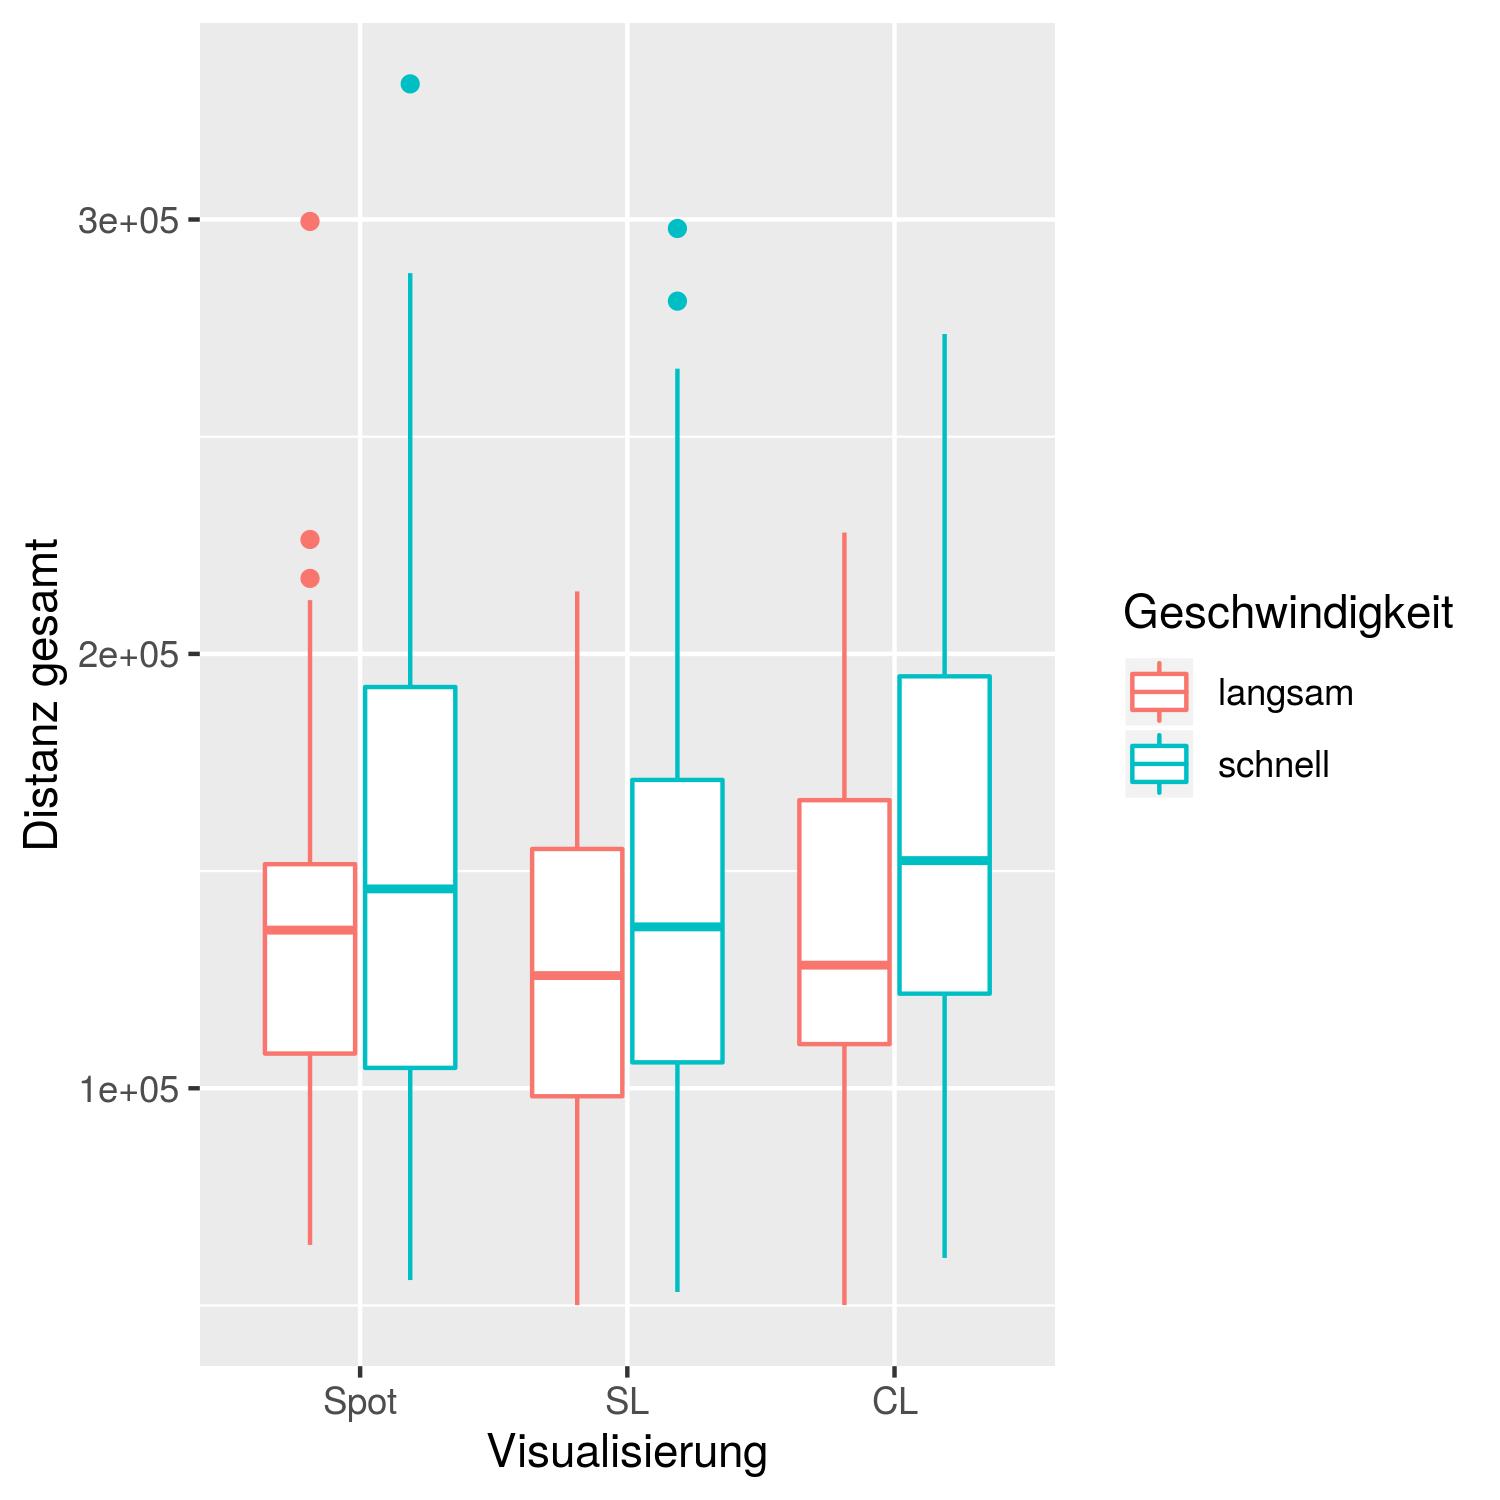 Distanz gesamt
3e+05
2e+05
1e+05
Spot
SL
CL
Visualisierung
Geschwindigkeit
langsam
schnell